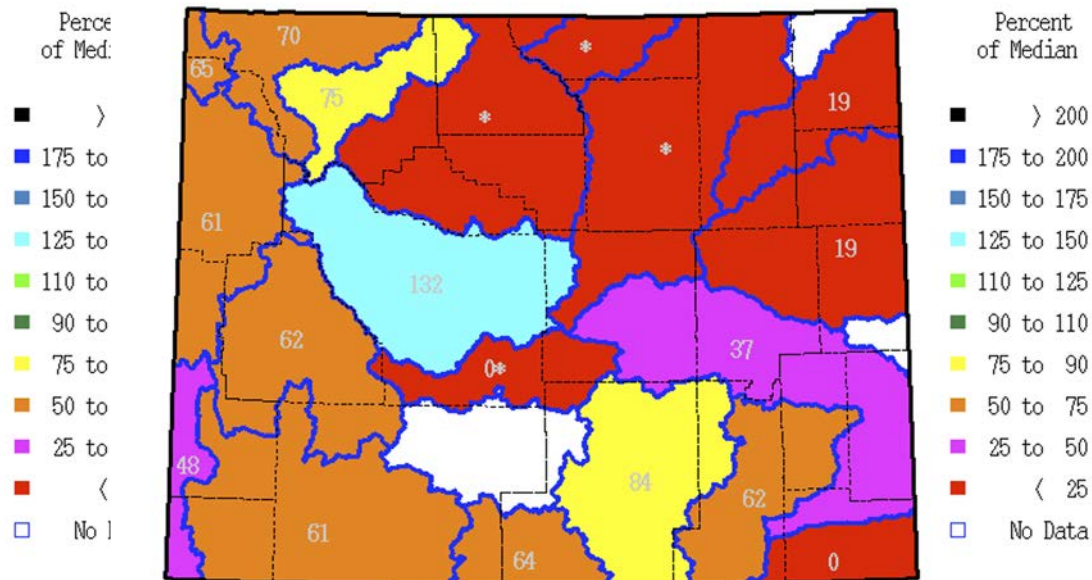 Perce
of Medi
>
175 to
150 to
125 to
110 to
90 to
75 to
50 to
25 to
<
No D
70
65
75
*
*
*
19
61
132
19
62
0*
37
48
84
62
61
64
0
Percent
of Median
> 200
175 to 200
150 to 175
125 to 150
110 to 125
90 to 110
75 to 90
50 to 75
25 to 50
< 25
No Data